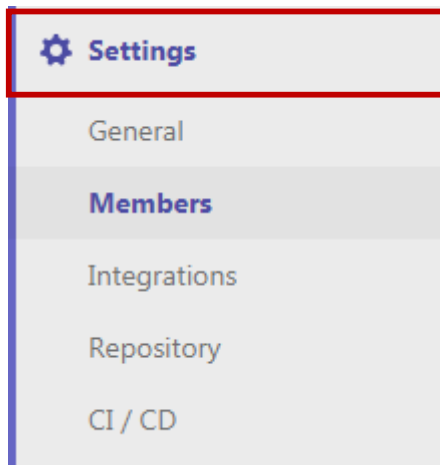 Settings
General
Members
Integrations
Repository
CI / CD